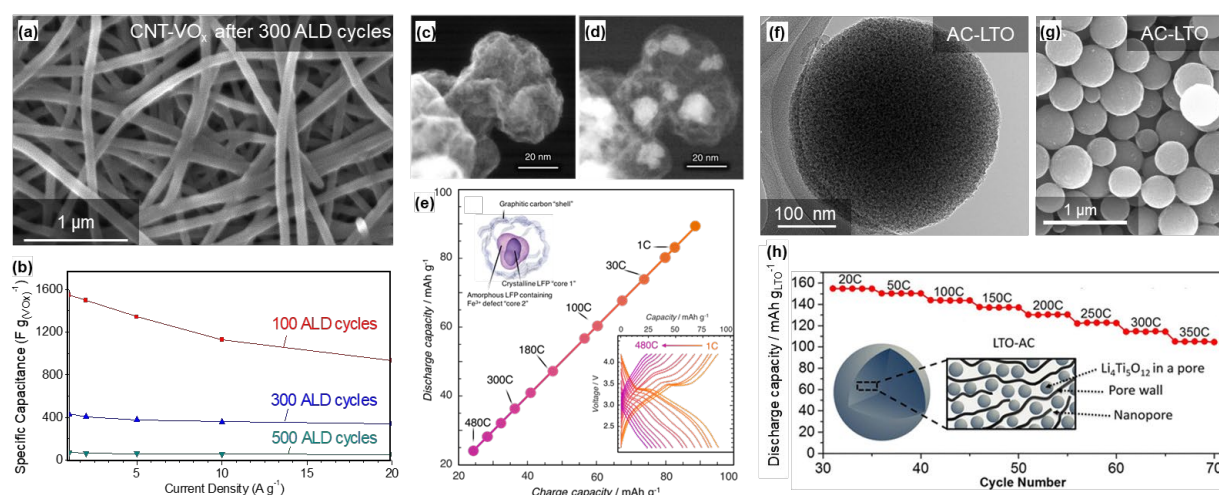 (a)
CNT-VOx after 300 ALD cycles
1 µm
(b)
Specific Capacitance (F g(VOx)-1)
1600
1200
800
400
0
100 ALD cycles
300 ALD cycles
500 ALD cycles
5
10
15
20
Current Density (A g-1)
(c)
20 nm
(d)
20 nm
(e)
Discharge capacity / mAh g-1
100
90
80
60
40
20
20
40
60
80
100
Charge capacity / mAh g-1
Graphitic carbon "shell"
Crystalline LFP "core 1"
Amorphous LFP containing
Fe3+ defect "core 2"
1C
30C
100C
180C
300C
480C
Capacity / mAh g-1
0 20 40 60 80 100
480C
1C
Voltage / V
4.0
3.5
3.0
2.5
(f)
AC-LTO
100 nm
(g)
AC-LTO
1 µm
(h)
Discharge capacity / mAh gLTO-1
160
140
120
100
80
60
40
20
0
20C
50C
100C
150C
200C
250C
300C
350C
LTO-AC
Li4Ti5O12 in a pore
Pore wall
Nanopore
30
40
50
60
70
Cycle Number